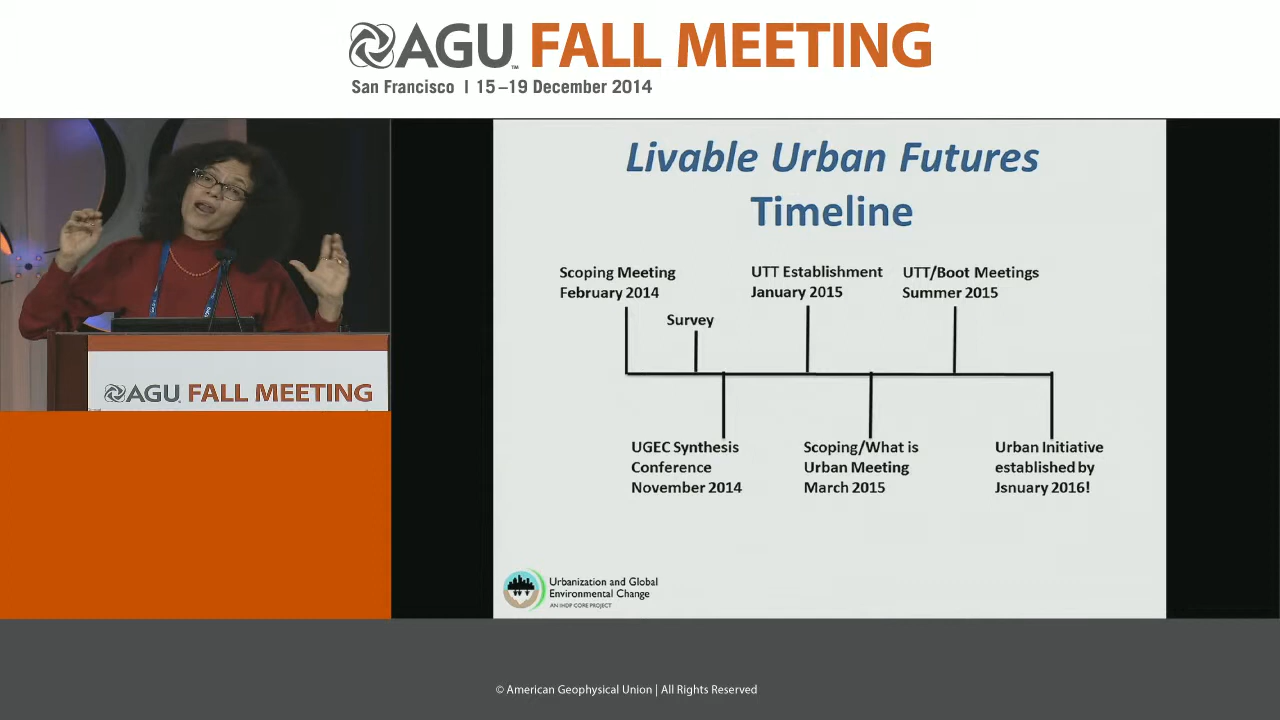 AGU FALL MEETING
San Francisco | 15–19 December 2014
Livable Urban Futures
Timeline
Scoping Meeting
February 2014
Survey
UTT Establishment
January 2015
UTT/Boot Meetings
Summer 2015
UGEC Synthesis
Conference
November 2014
Scoping/What is
Urban Meeting
March 2015
Urban Initiative
established by
Jsnuary 2016!
Urbanization and Global
Environmental Change
AN IHDP CORE PROJECT
AGU FALL MEETING
© American Geophysical Union | All Rights Reserved